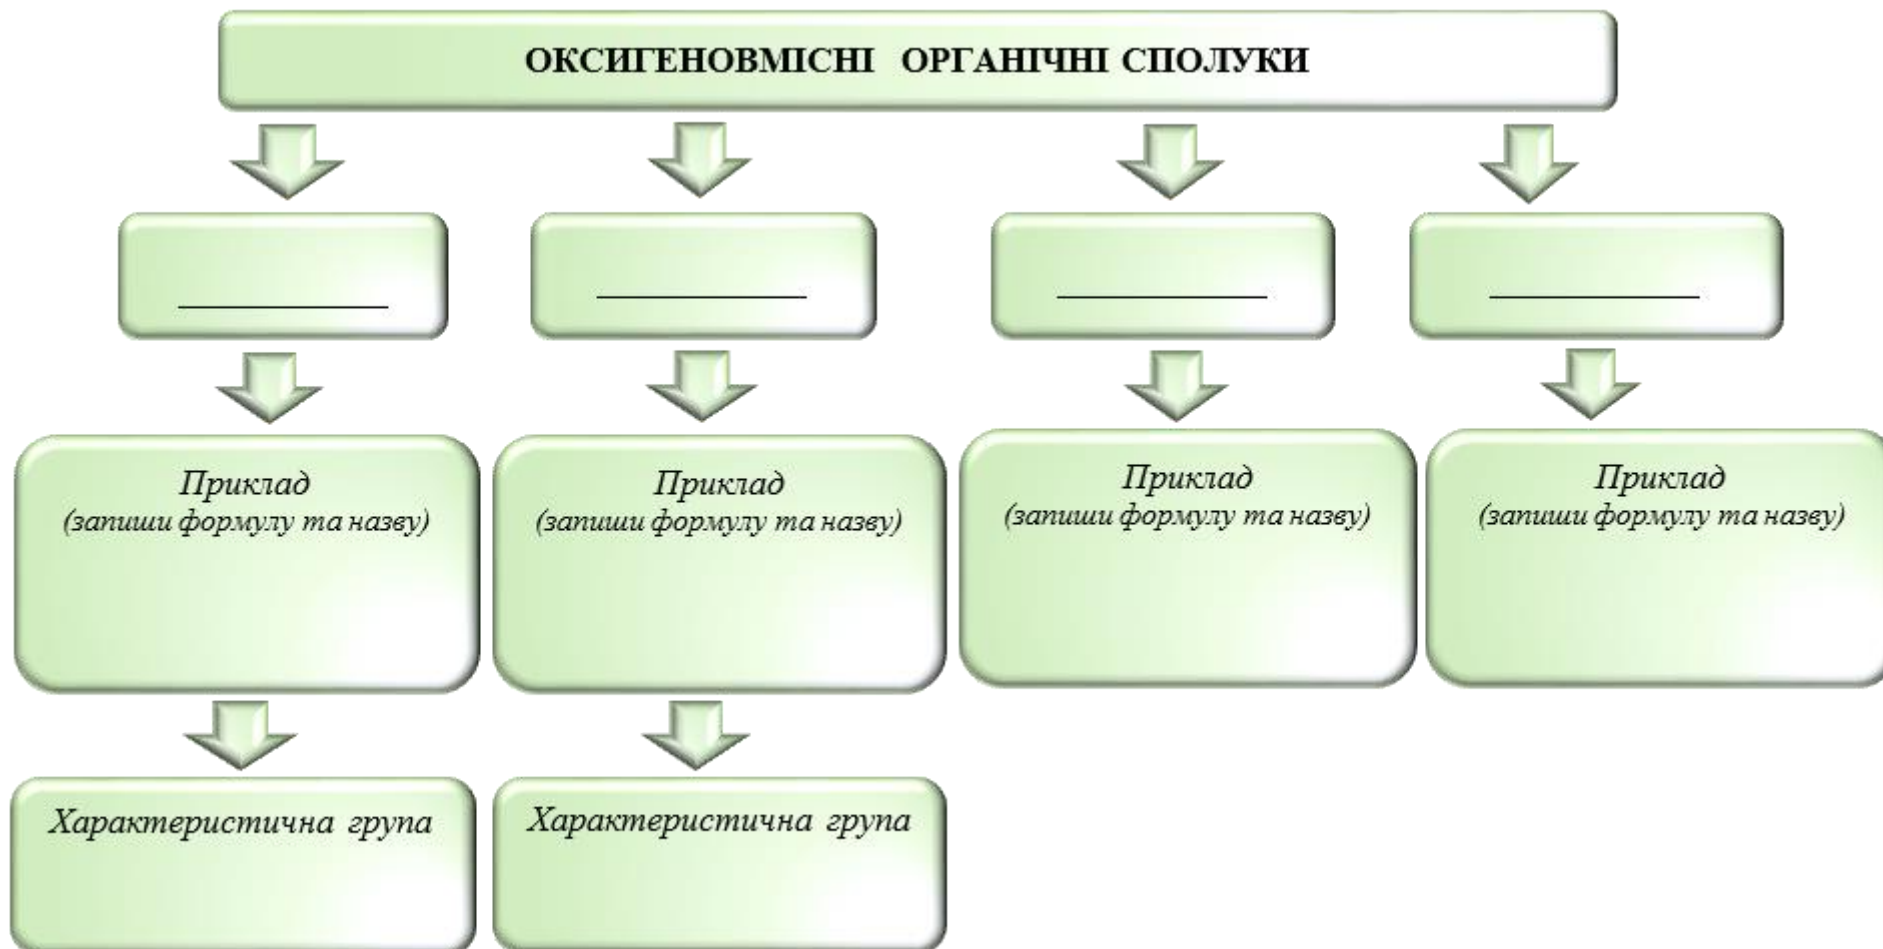 ОКСИГЕНОВМІСНІ ОРГАНІЧНІ СПОЛУКИ
Приклад
(запиши формулу та назву)
Приклад
(запиши формулу та назву)
Приклад
(запиши формулу та назву)
Приклад
(запиши формулу та назву)
Характеристична група
Характеристична група